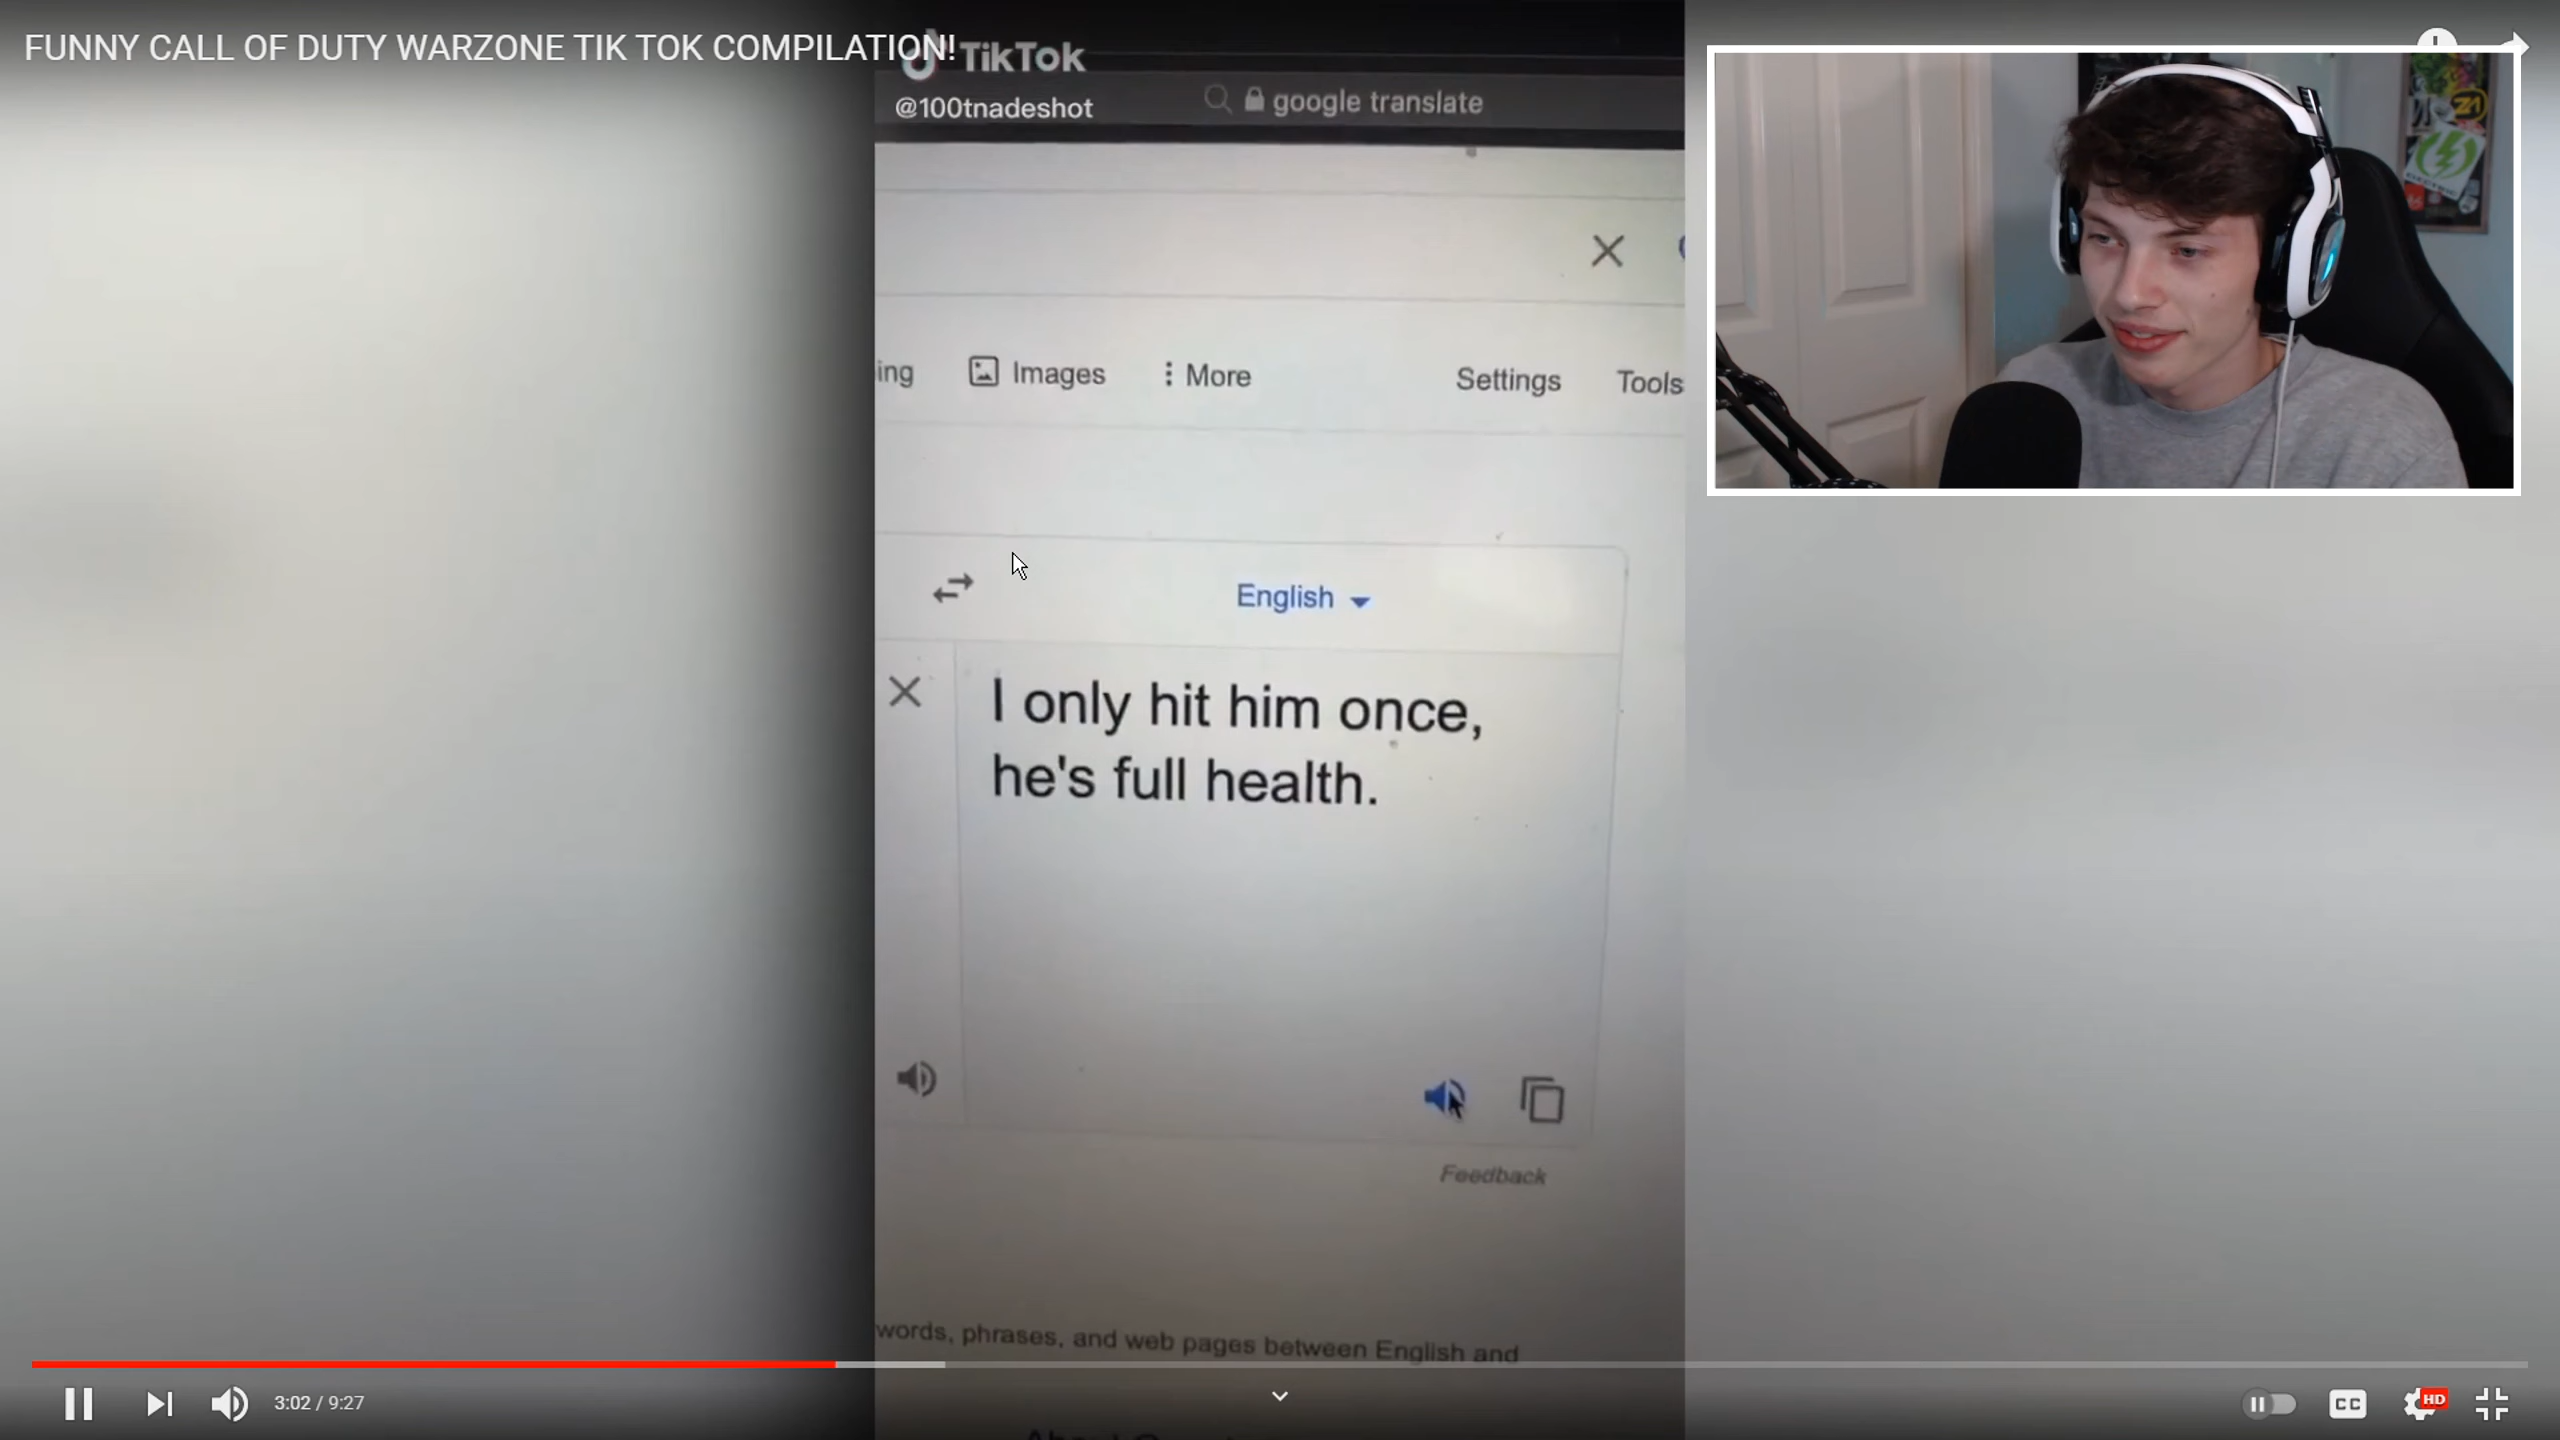 FUNNY CALL OF DUTY WARZONE TIK TOK COMPILATION!
TikTok
@100tnadeshot
google translate
ing
Images
More
Settings
Tools
English
I only hit him once,
he's full health.
Feedback
words, phrases, and web pages between English and
3:02 / 9:27
CC
HD